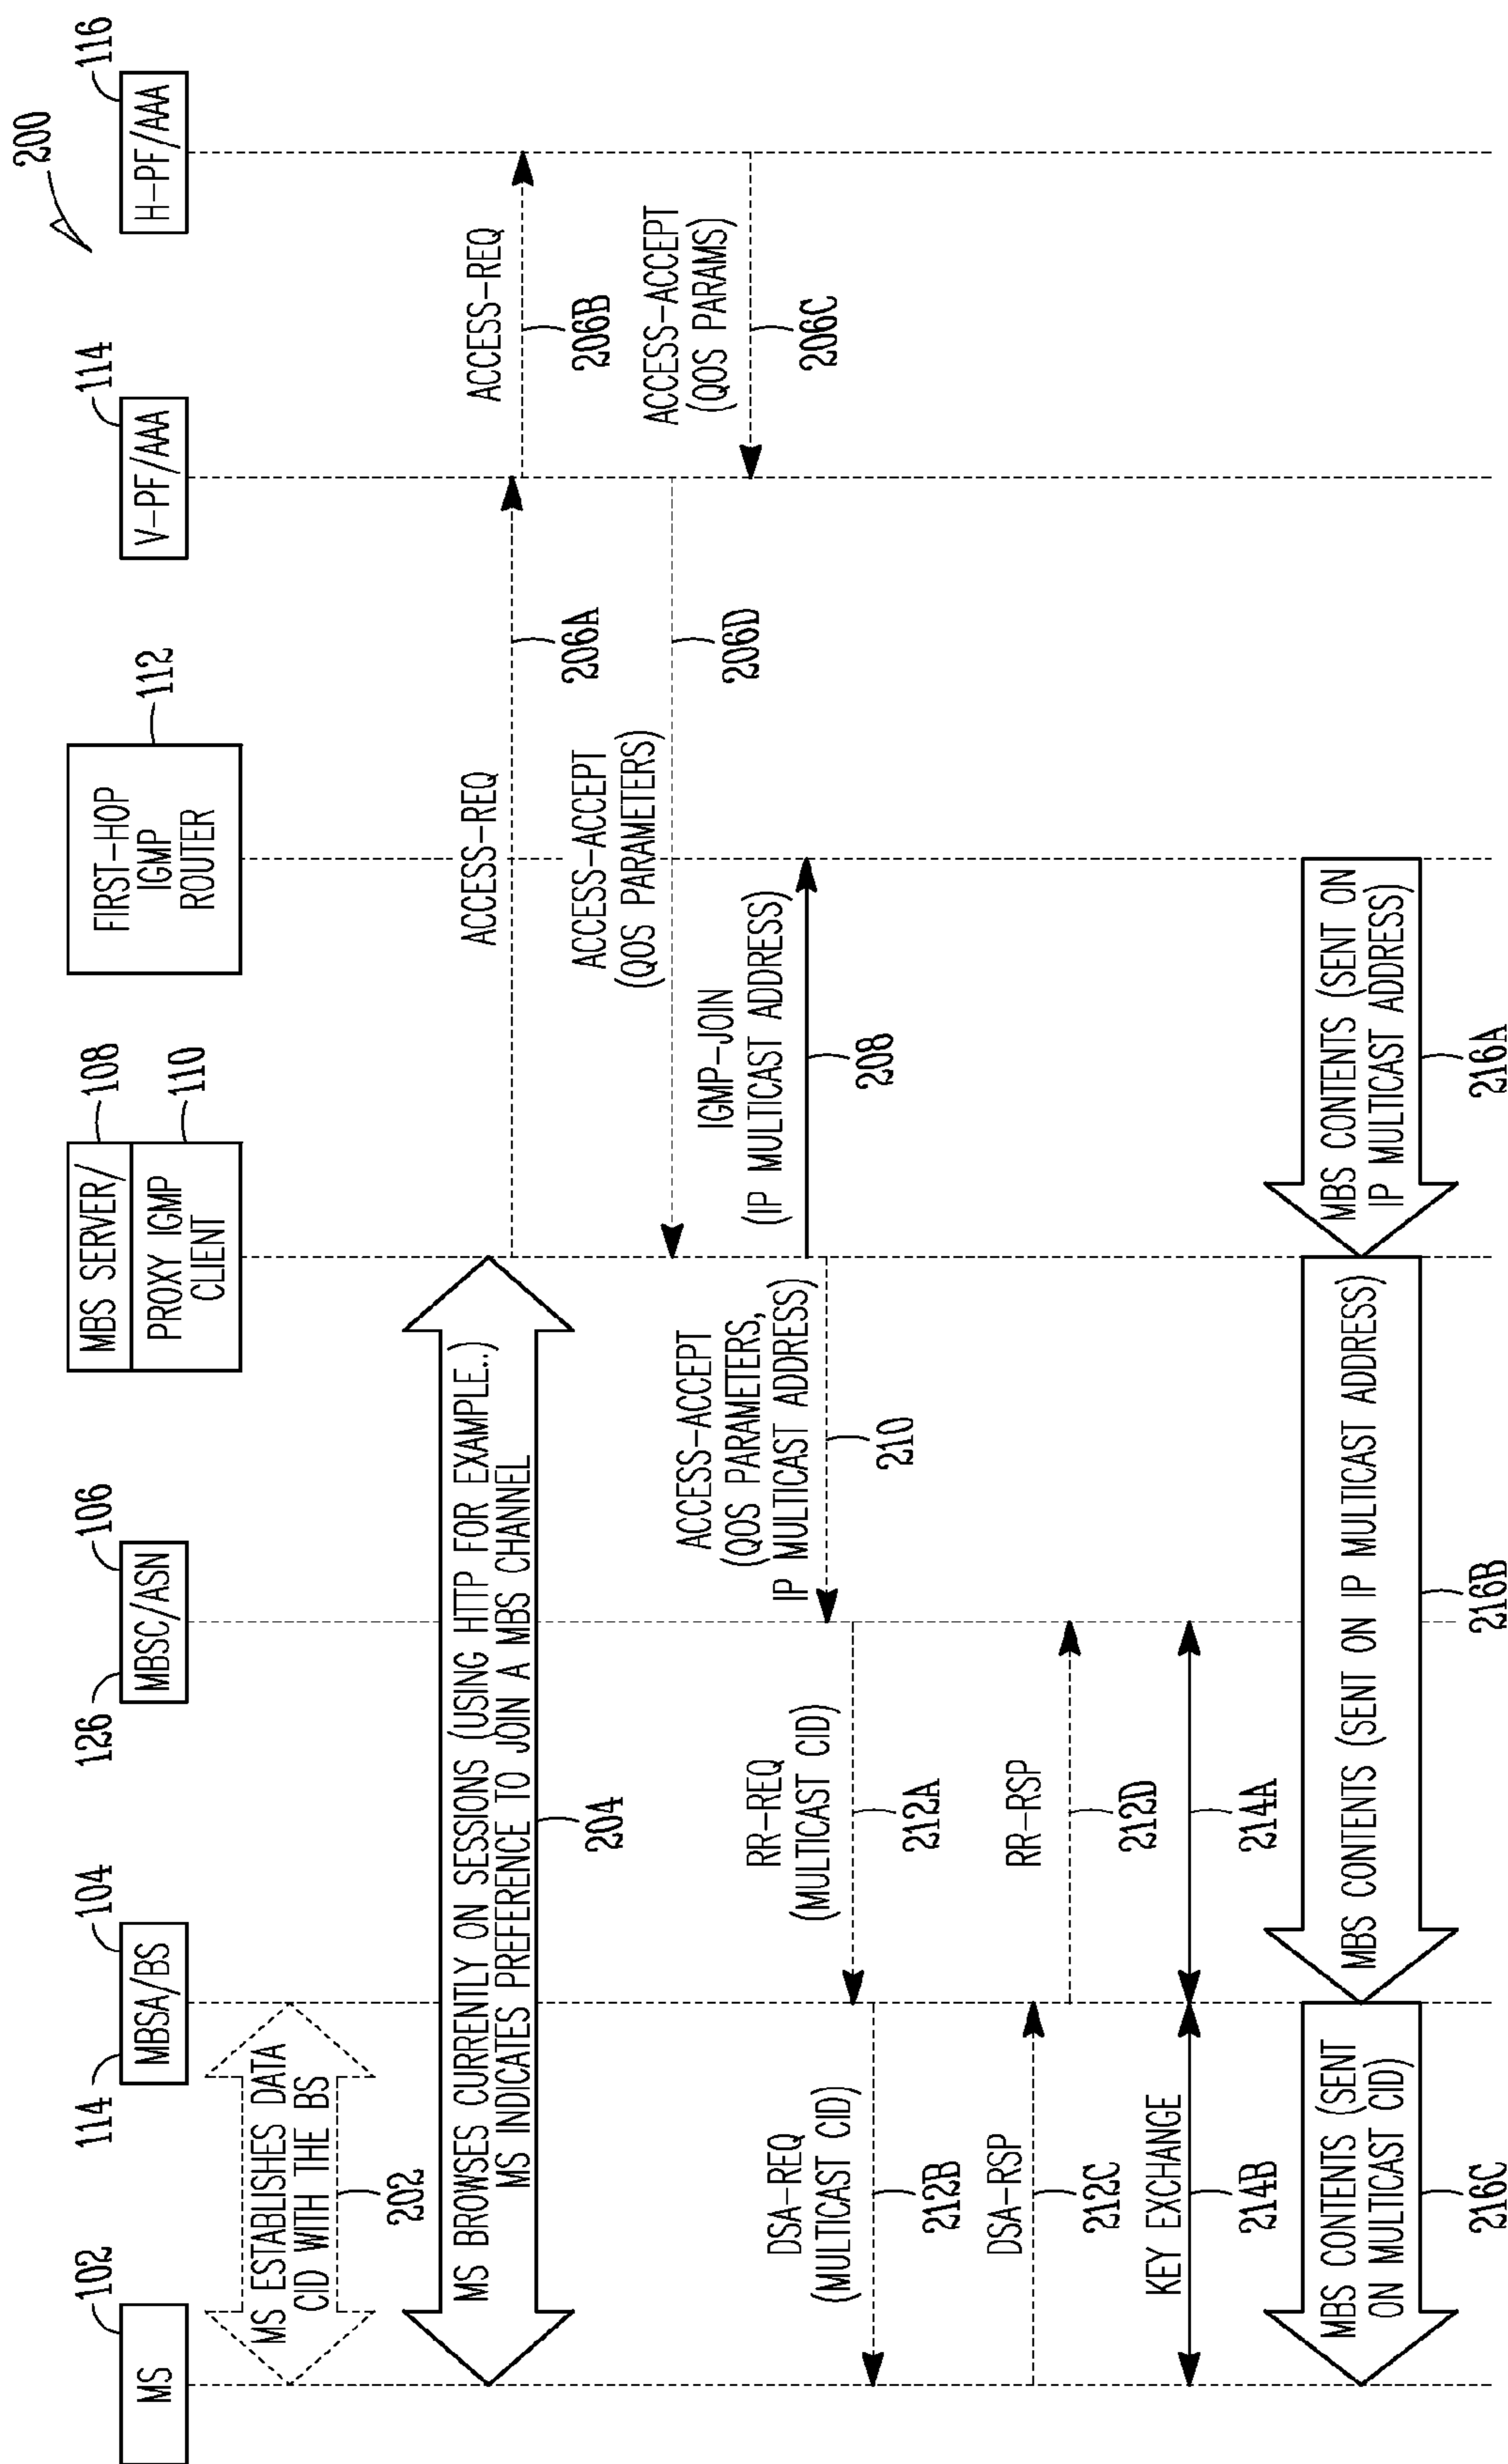 200
102
MS
114
104
MBSA/BS
126
106
MBSC/ASN
108
MBS SERVER/
110
PROXY IGMP
CLIENT
112
FIRST-HOP
IGMP
ROUTER
114
V-PF/AAA
116
H-PF/AAA
MS ESTABLISHES DATA
CID WITH THE BS
202
MS BROWSES CURRENTLY ON SESSIONS (USING HTTP FOR EXAMPLE..)
MS INDICATES PREFERENCE TO JOIN A MBS CHANNEL
204
ACCESS-REQ
206A
ACCESS-REQ
206B
ACCESS-ACCEPT
(QOS PARAMETERS)
206D
ACCESS-ACCEPT
(QOS PARAMS)
206C
IGMP-JOIN
(IP MULTICAST ADDRESS)
208
ACCESS-ACCEPT
(QOS PARAMETERS,
IP MULTICAST ADDRESS)
210
RR-REQ
(MULTICAST CID)
212A
DSA-REQ
(MULTICAST CID)
212B
DSA-RSP
212C
RR-RSP
212D
KEY EXCHANGE
214B
214A
MBS CONTENTS (SENT
ON MULTICAST CID)
216C
MBS CONTENTS (SENT ON IP MULTICAST ADDRESS)
216B
MBS CONTENTS (SENT ON
IP MULTICAST ADDRESS)
216A